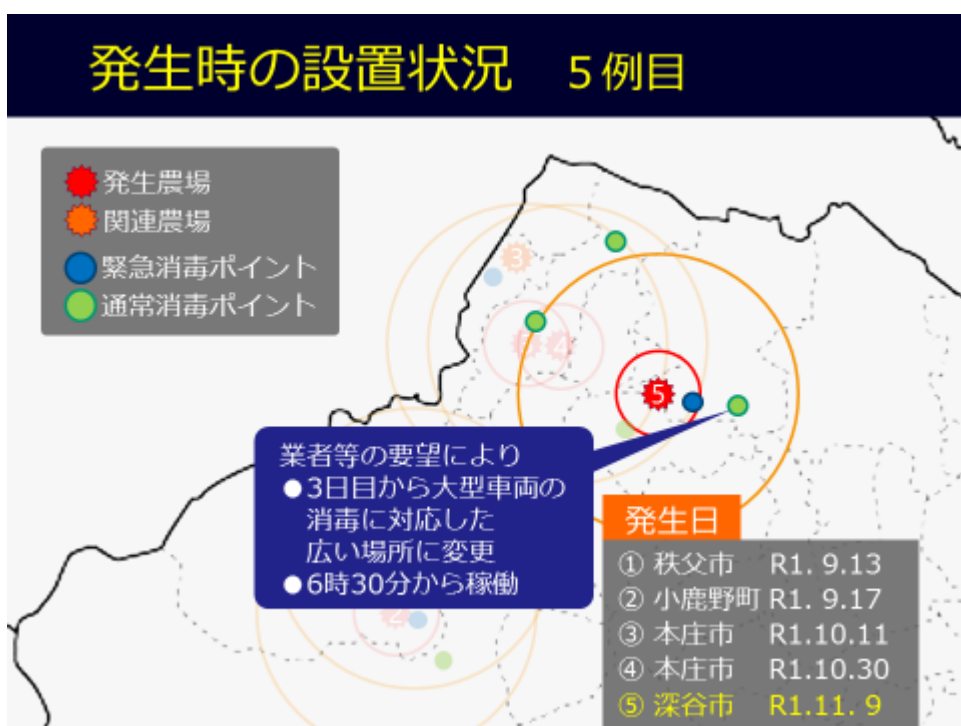 発生時の設置状況 5例目
発生農場
関連農場
緊急消毒ポイント
通常消毒ポイント
3
4
5
業者等の要望により
●3日目から大型車両の
消毒に対応した
広い場所に変更
●6時30分から稼働
2
発生日
① 秩父市 R1. 9.13
② 小鹿野町 R1. 9.17
③ 本庄市 R1.10.11
④ 本庄市 R1.10.30
⑤ 深谷市 R1.11. 9